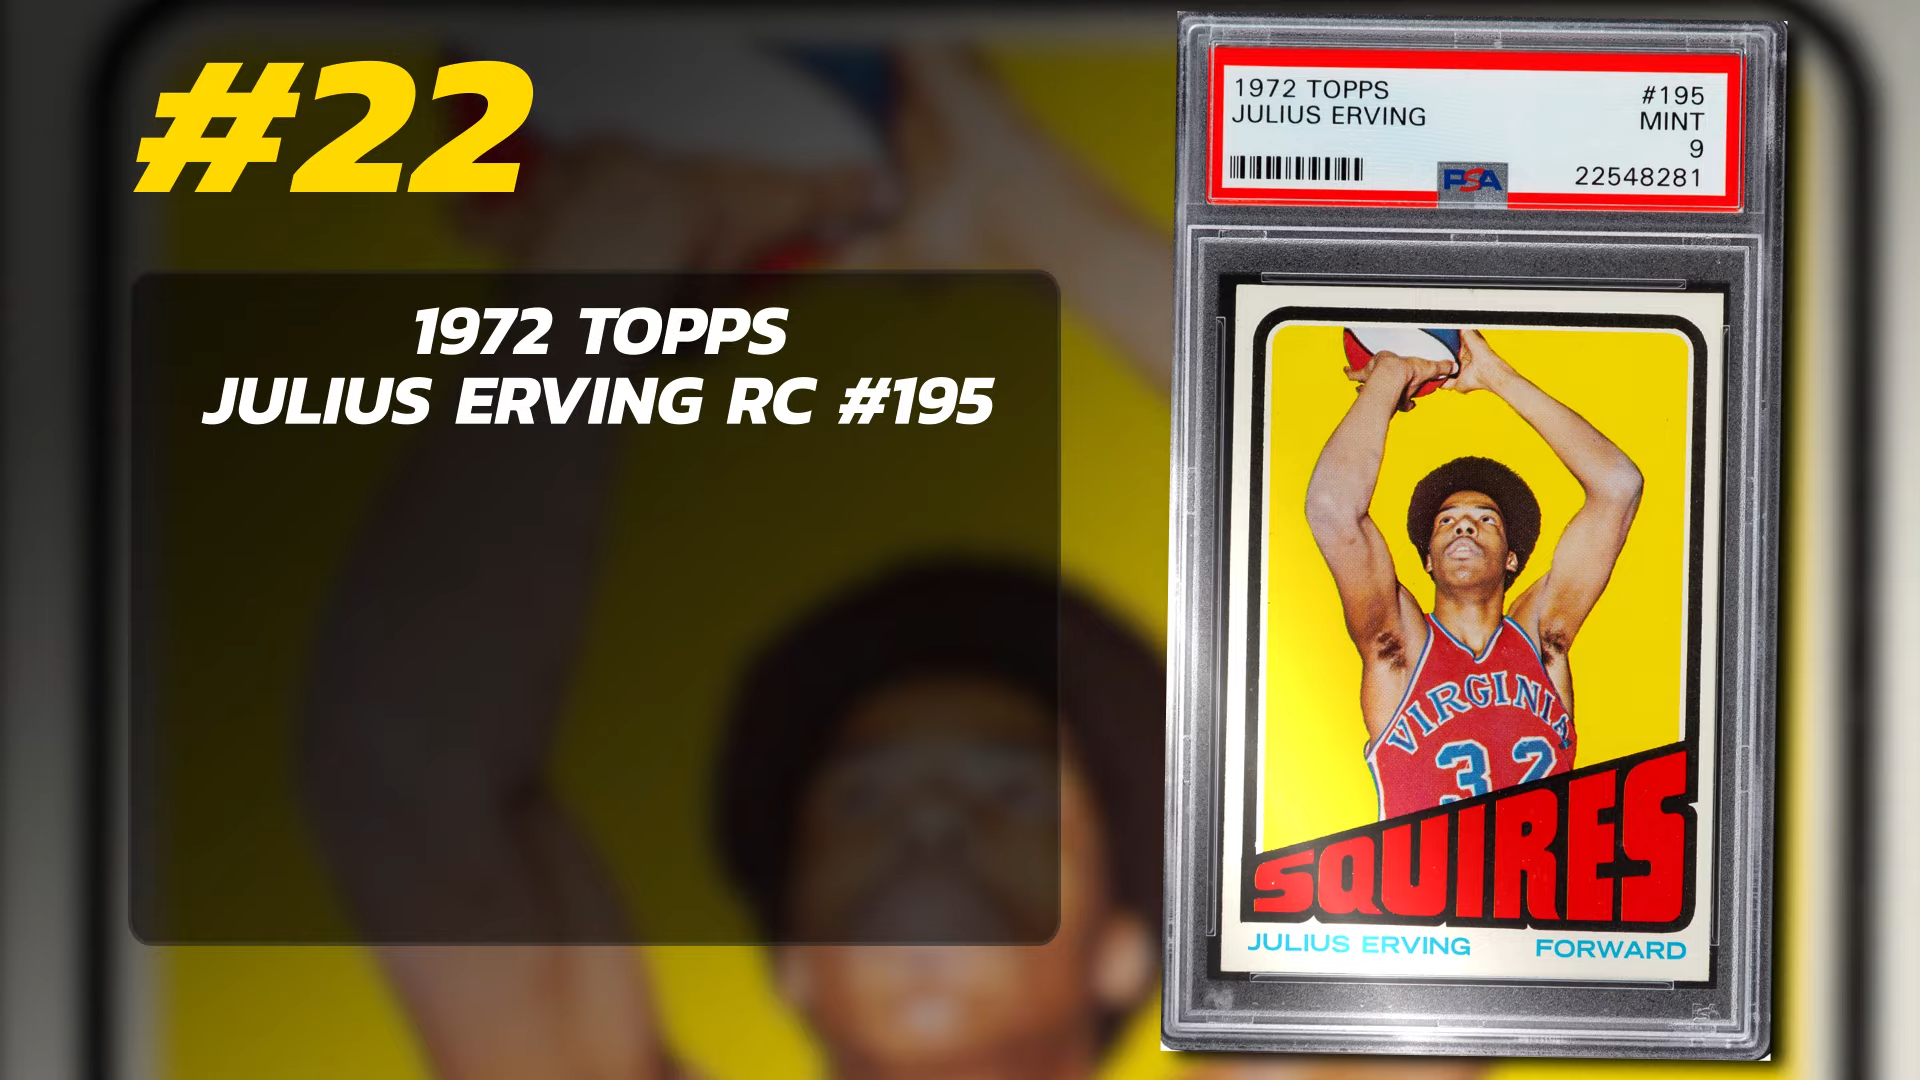 #22
1972 TOPPS
JULIUS ERVING RC #195
1972 TOPPS #195
JULIUS ERVING MINT
9
PSA 22548281
VIRGINIA
32
SQUIRES
JULIUS ERVING FORWARD